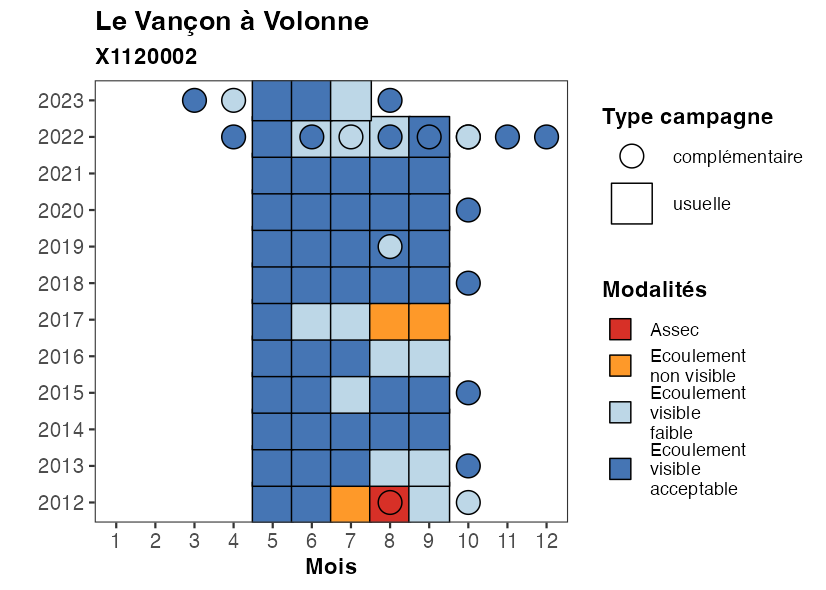 Le Vançon à Volonne
X1120002
2023
2022
2021
2020
2019
2018
2017
2016
2015
2014
2013
2012
1 2 3 4 5 6 7 8 9 10 11 12
Mois
Type campagne
complémentaire
usuelle
Modalités
Assec
Ecoulement
non visible
Ecoulement
visible
faible
Ecoulement
visible
acceptable